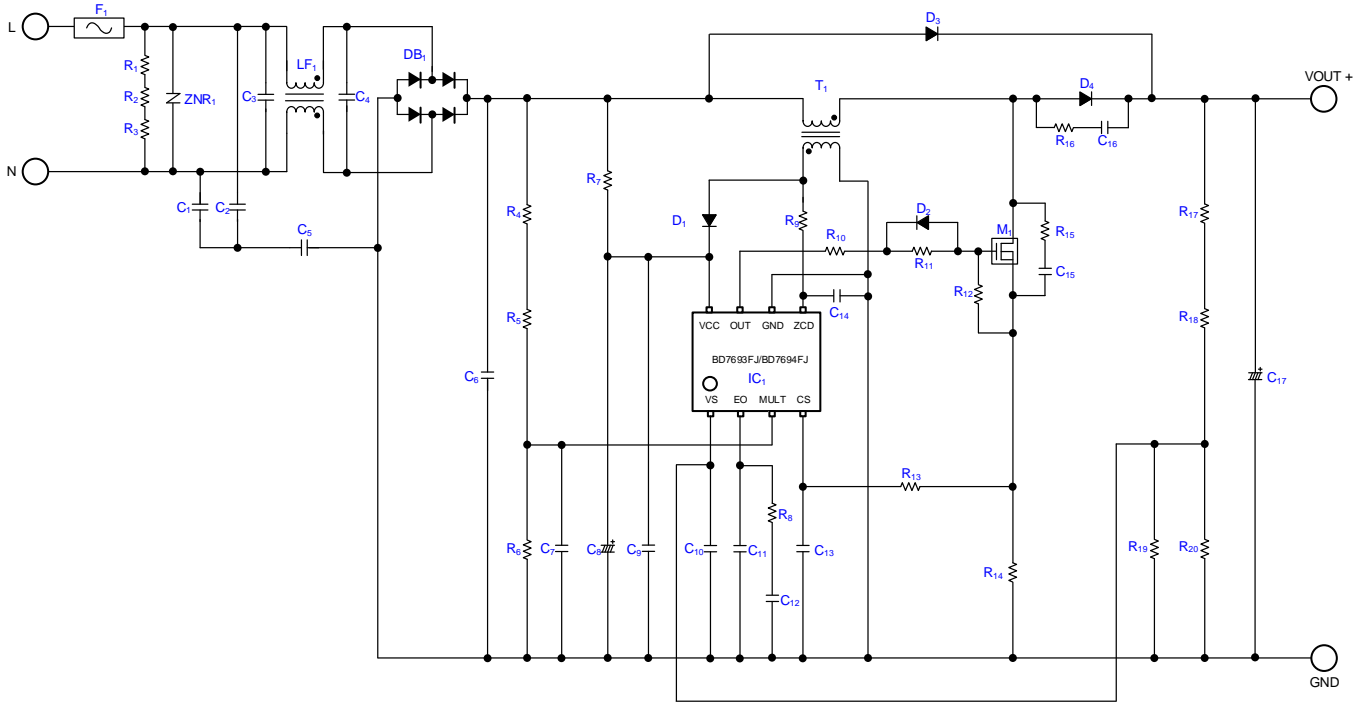 F₁
L
D₃
R₁
LF₁
DB₁
VOUT +
T₁
D₄
R₂
ZNR₁
C₃
C₄
R₃
R₁₆
C₁₆
N
R₇
C₁
C₂
R₄
D₁
R₉
D₂
R₁₇
C₅
R₁₀
M₁
R₁₅
R₁₁
C₁₅
R₁₂
C₁₄
R₅
R₁₈
VCC
OUT
GND
ZCD
BD7693FJ/BD7694FJ
IC₁
C₆
+
C₁₇
VS
EO
MULT
CS
R₁₃
R₈
R₆
C₇
C₈
+
C₉
C₁₀
C₁₁
C₁₃
R₁₉
R₂₀
R₁₄
C₁₂
GND